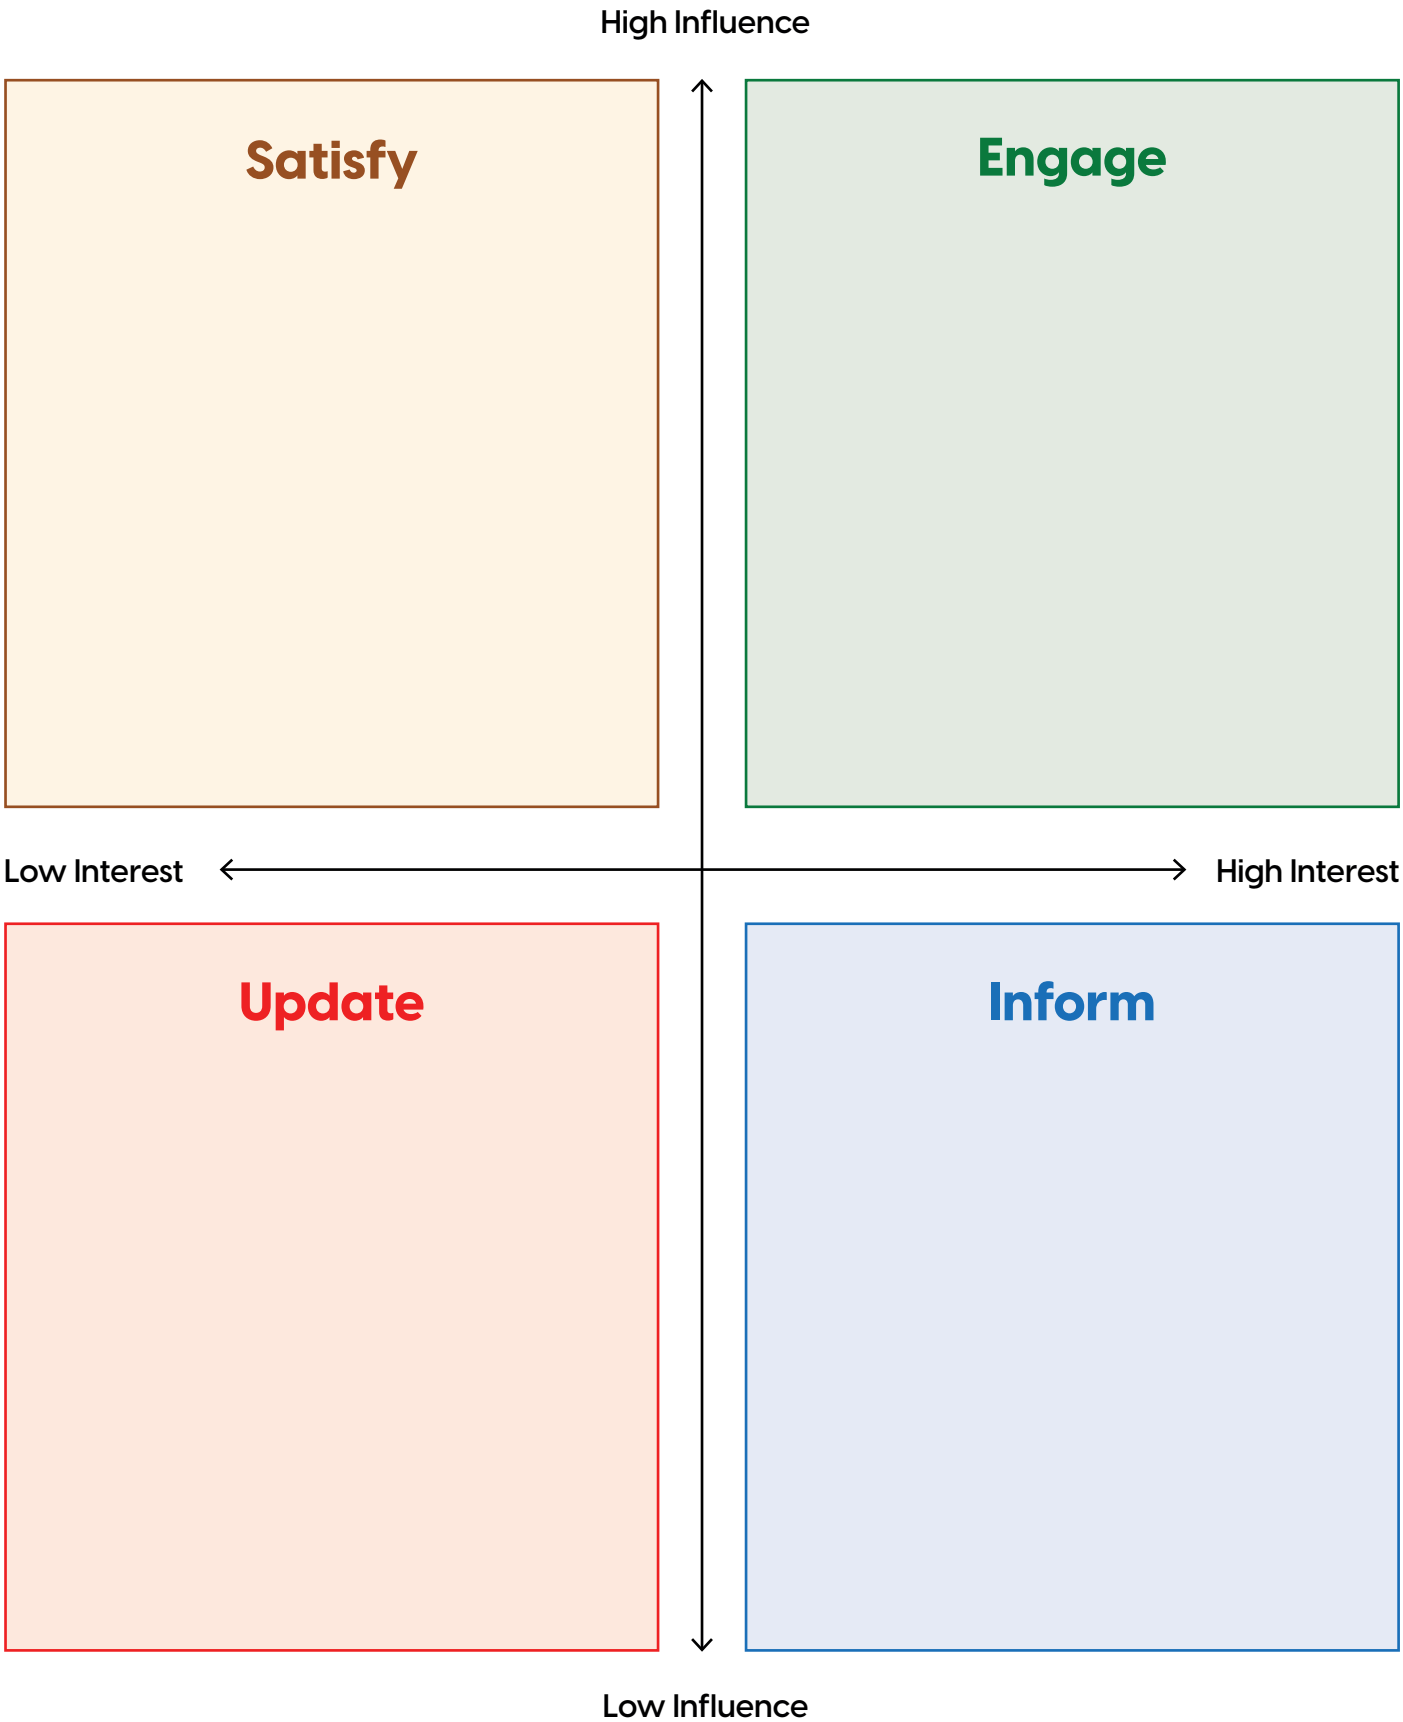 High Influence
Satisfy
Engage
Low Interest
High Interest
Update
Inform
Low Influence